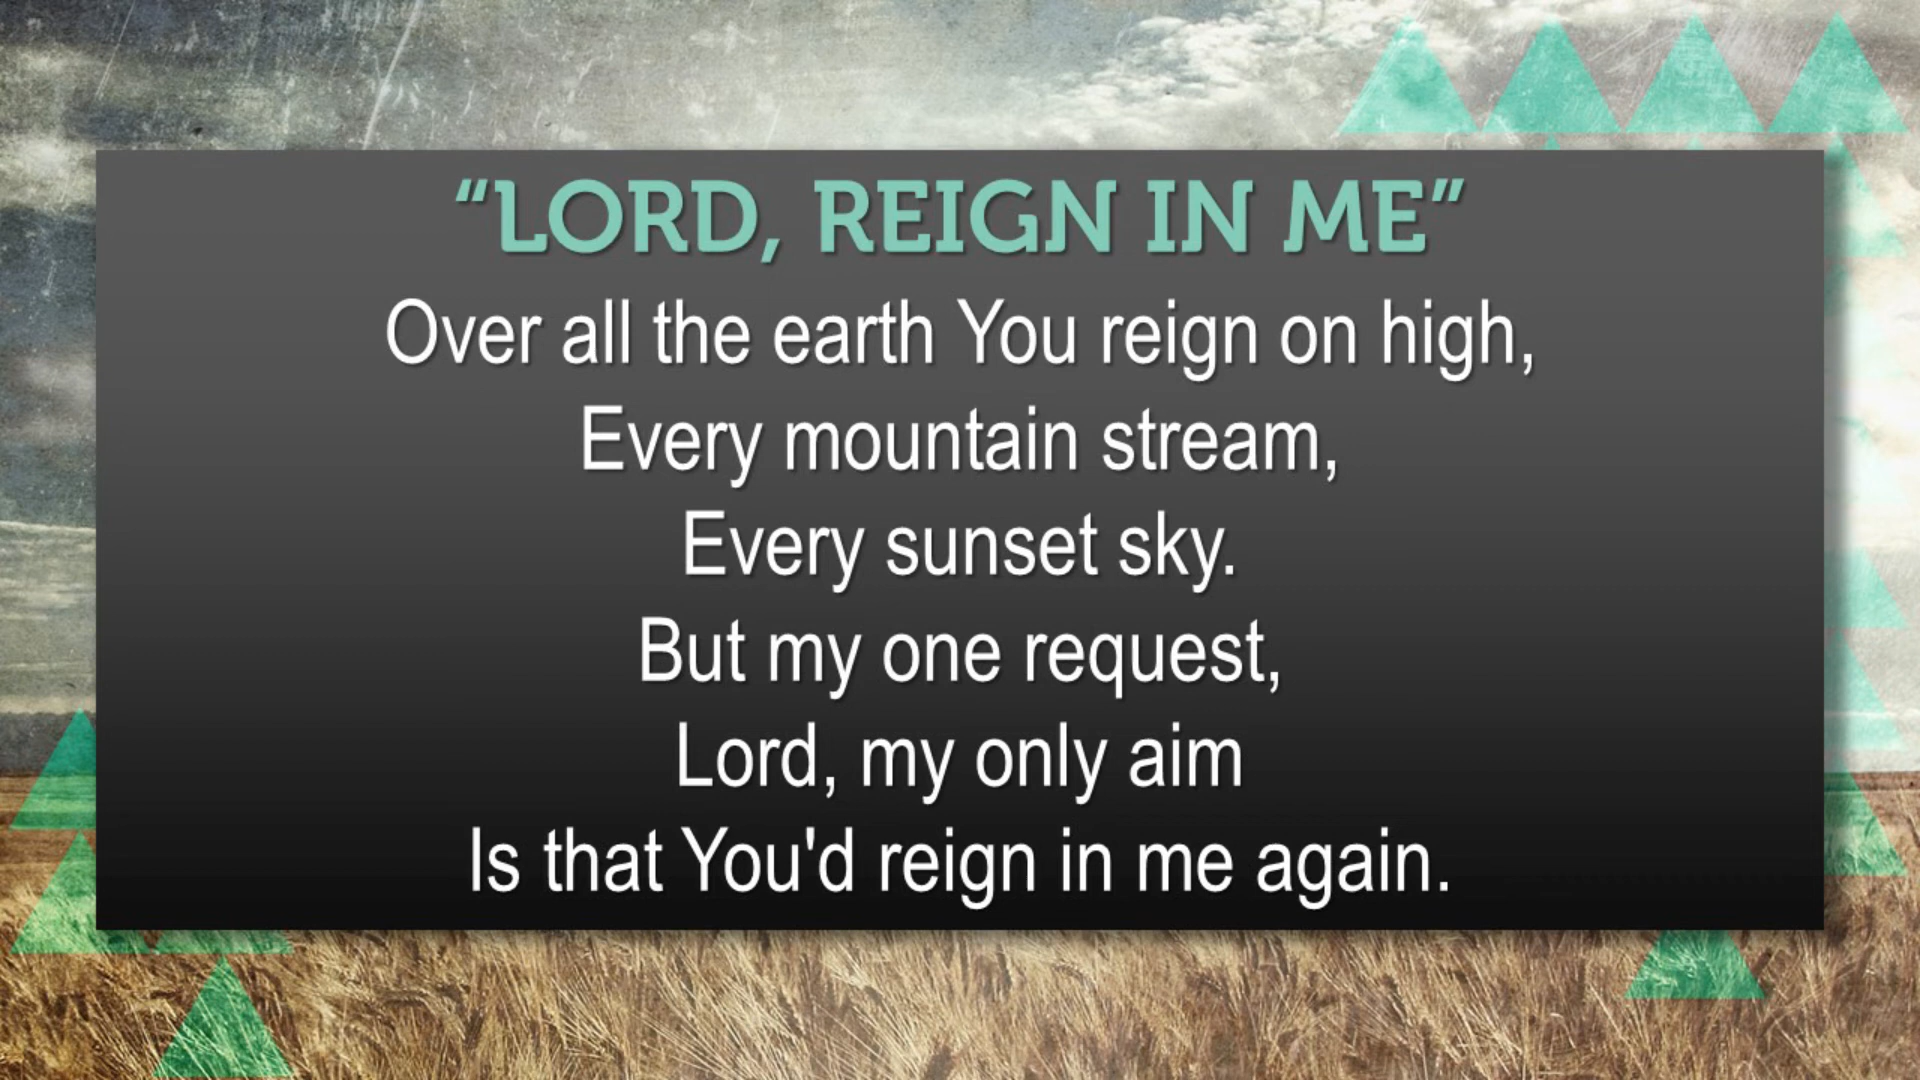 “LORD, REIGN IN ME”
Over all the earth You reign on high,
Every mountain stream,
Every sunset sky.
But my one request,
Lord, my only aim
Is that You'd reign in me again.